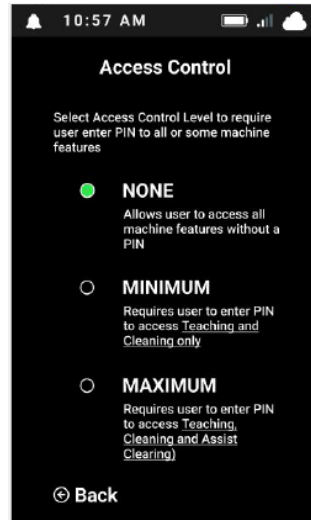 10:57 AM
Access Control
Select Access Control Level to require
user enter PIN to all or some machine
features
NONE
Allows user to access all
machine features without a
PIN
MINIMUM
Requires user to enter PIN
to access Teaching and
Cleaning only
MAXIMUM
Requires user to enter PIN
to access Teaching,
Cleaning and Assist
Clearing)
Back